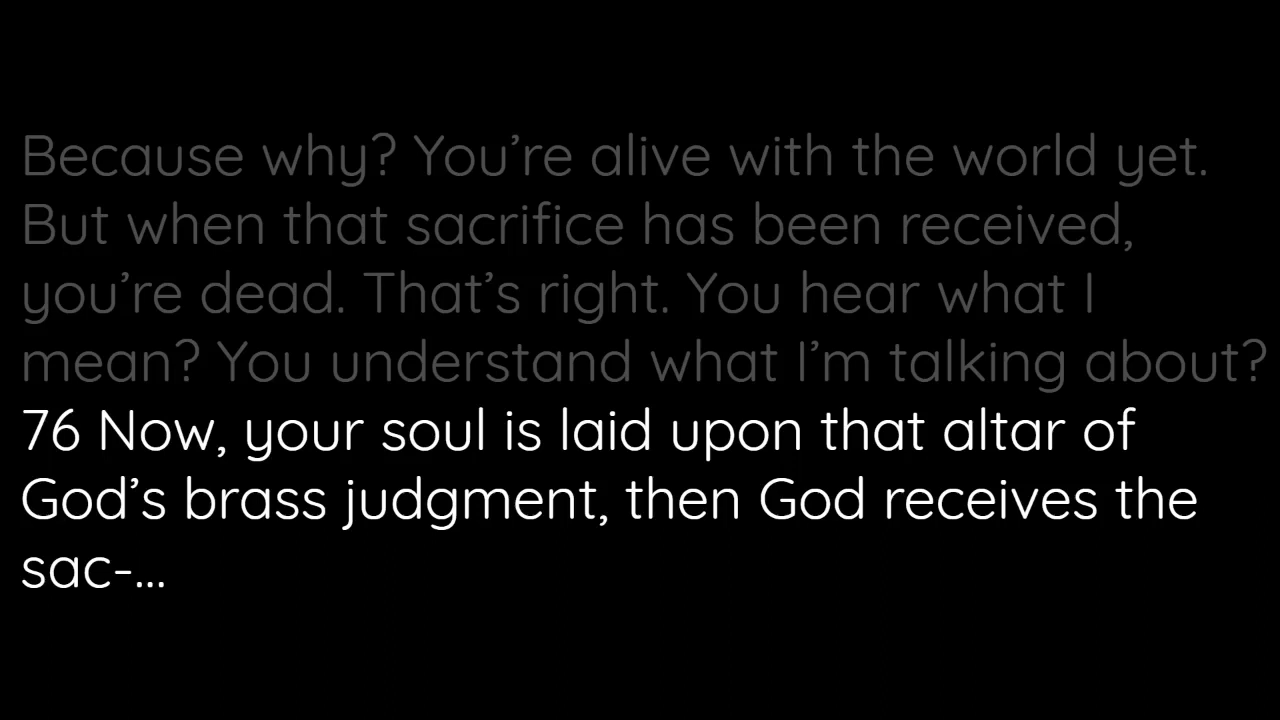 Because why? You’re alive with the world yet.
But when that sacrifice has been received,
you’re dead. That’s right. You hear what I
mean? You understand what I’m talking about?
76 Now, your soul is laid upon that altar of
God’s brass judgment, then God receives the
sac-...